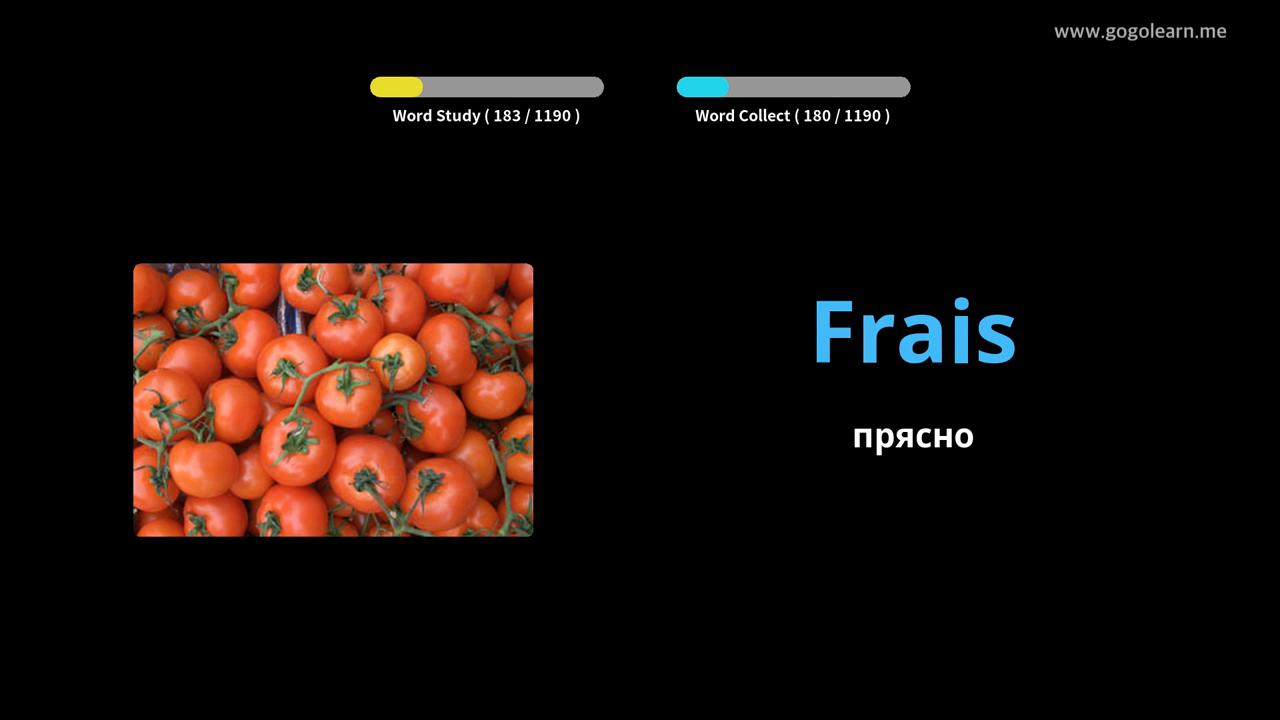 www.gogolearn.me
Word Study ( 183 / 1190 )
Word Collect ( 180 / 1190 )
Frais
прясно